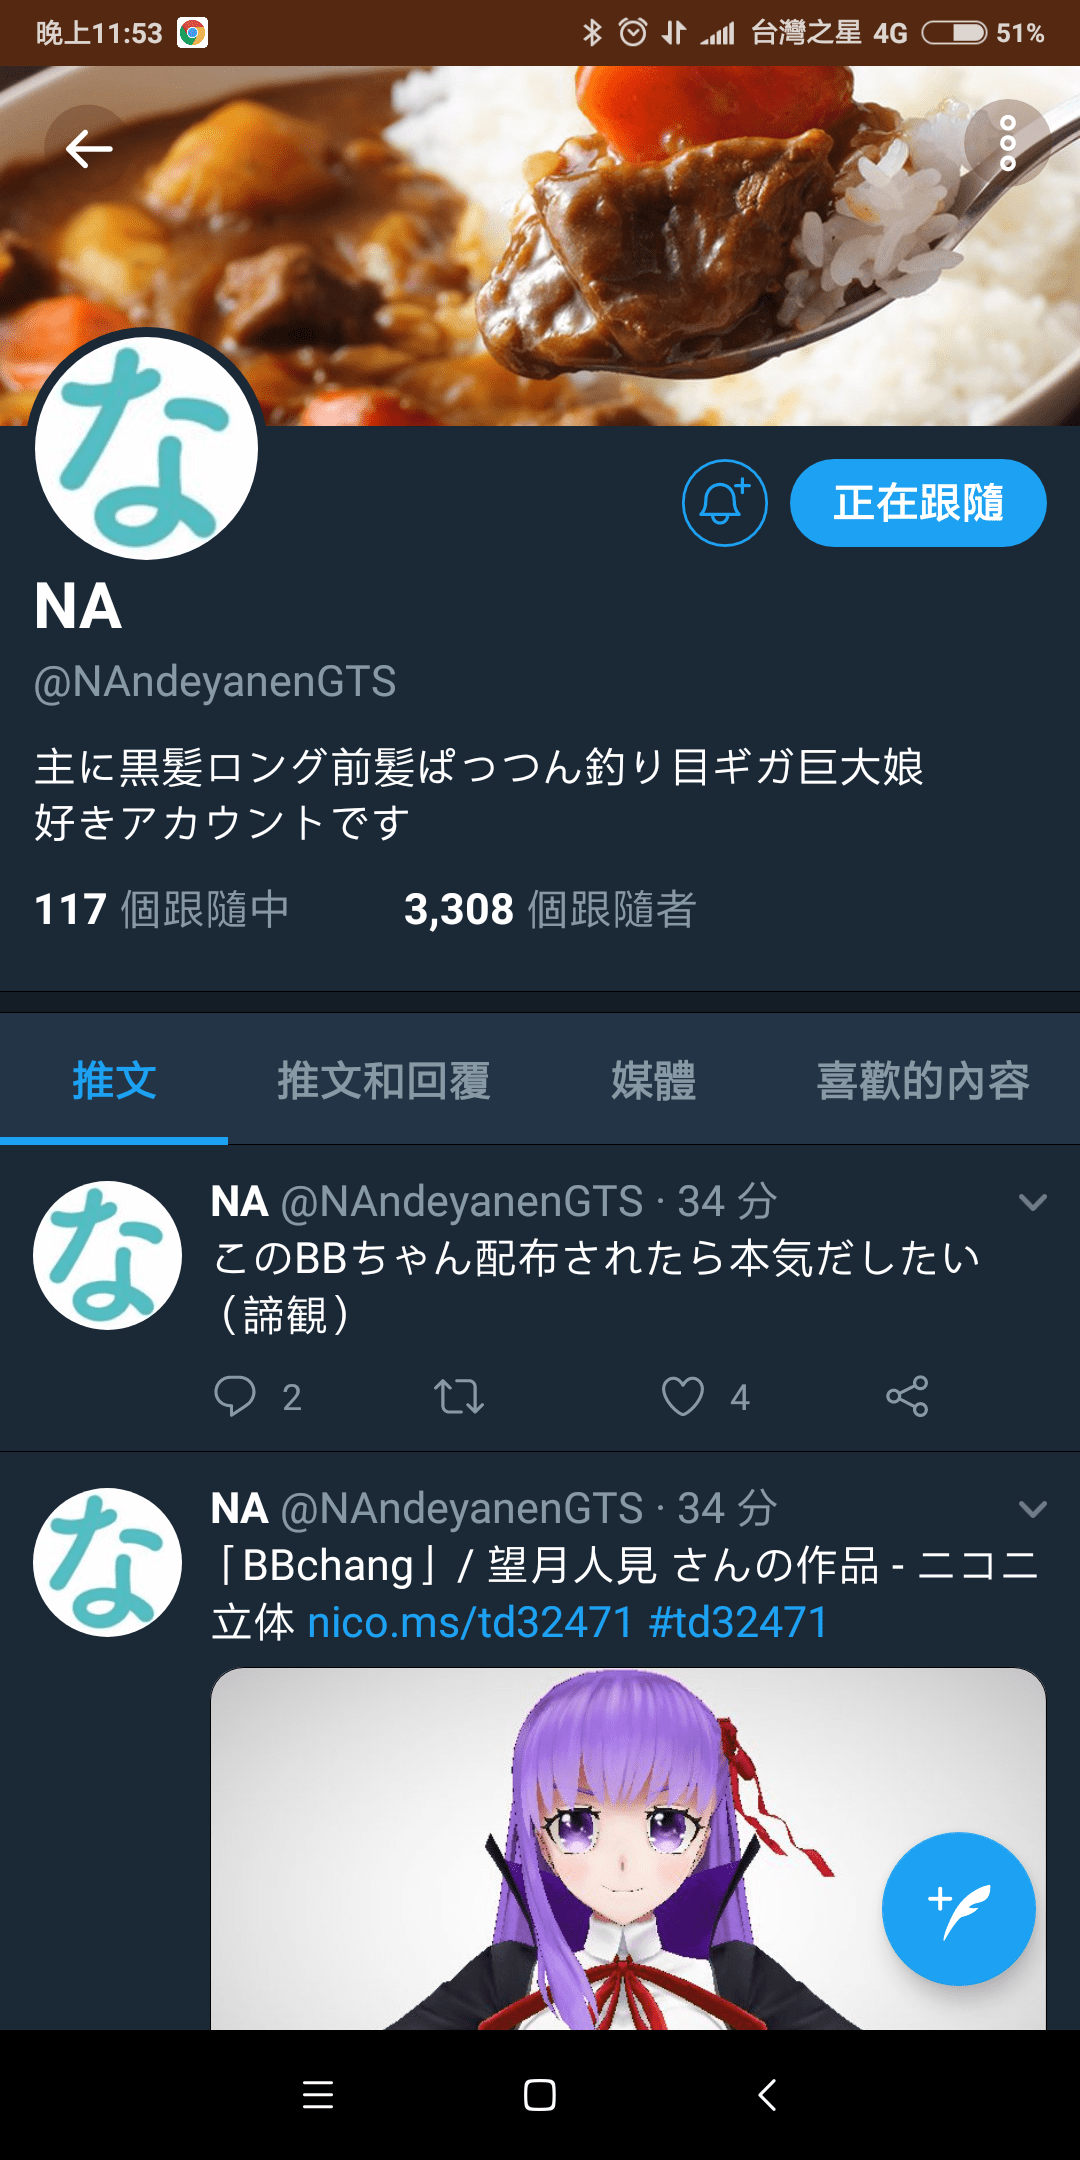 晚上11:53
台灣之星 4G 51%
な
正在跟隨
NA
@NAndeyanenGTS
主に黒髪ロング前髪ぱっつん釣り目ギガ巨大娘
好きアカウントです
117 個跟隨中 3,308 個跟隨者
推文 推文和回覆 媒體 喜歡的內容
な
NA @NAndeyanenGTS · 34 分
このBBちゃん配布されたら本気だしたい
（諦観）
2 4
な
NA @NAndeyanenGTS · 34 分
「BBchang」/ 望月人見 さんの作品 - ニコニ
立体 nico.ms/td32471 #td32471